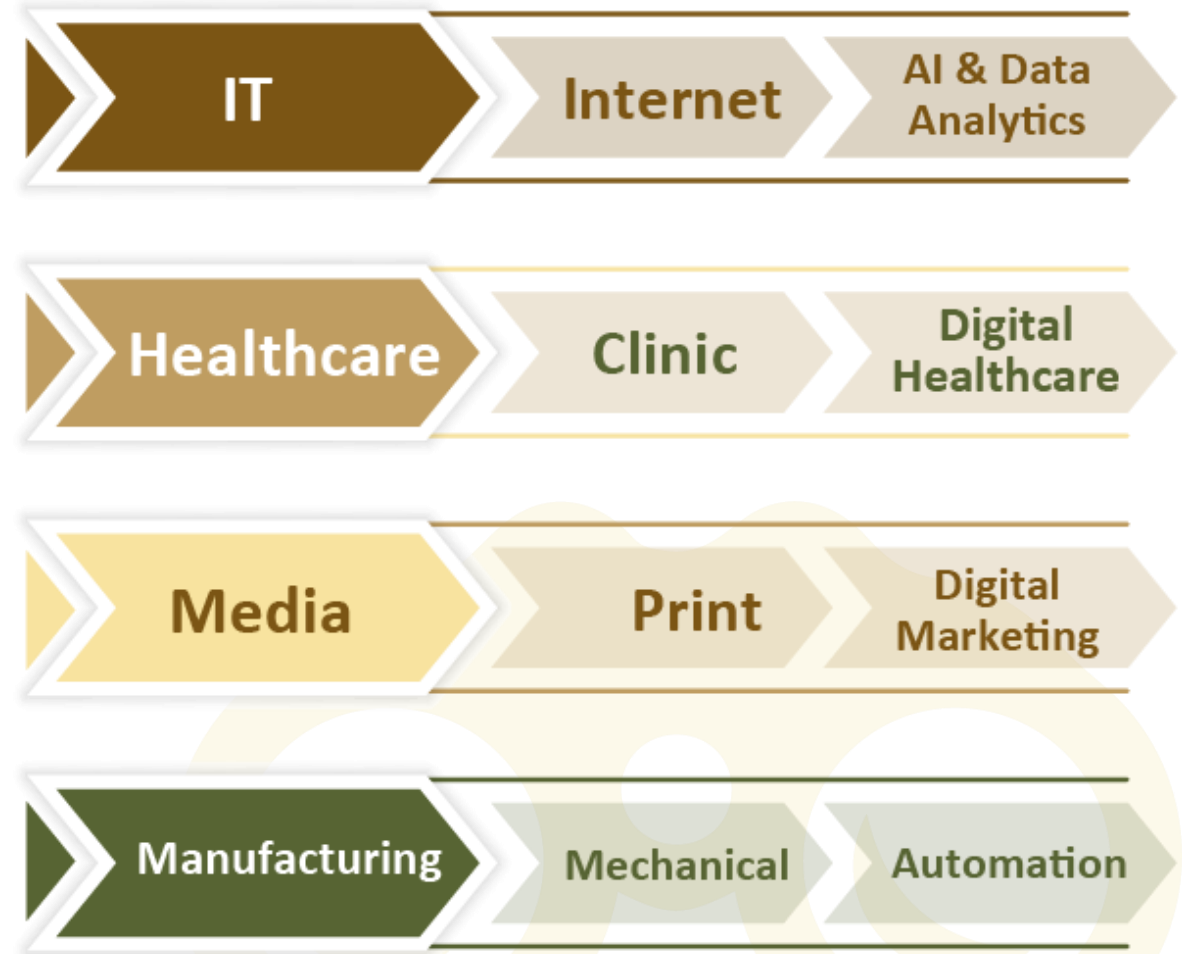 IT
Internet
AI & Data
Analytics
Healthcare
Clinic
Digital
Healthcare
Media
Print
Digital
Marketing
Manufacturing
Mechanical
Automation